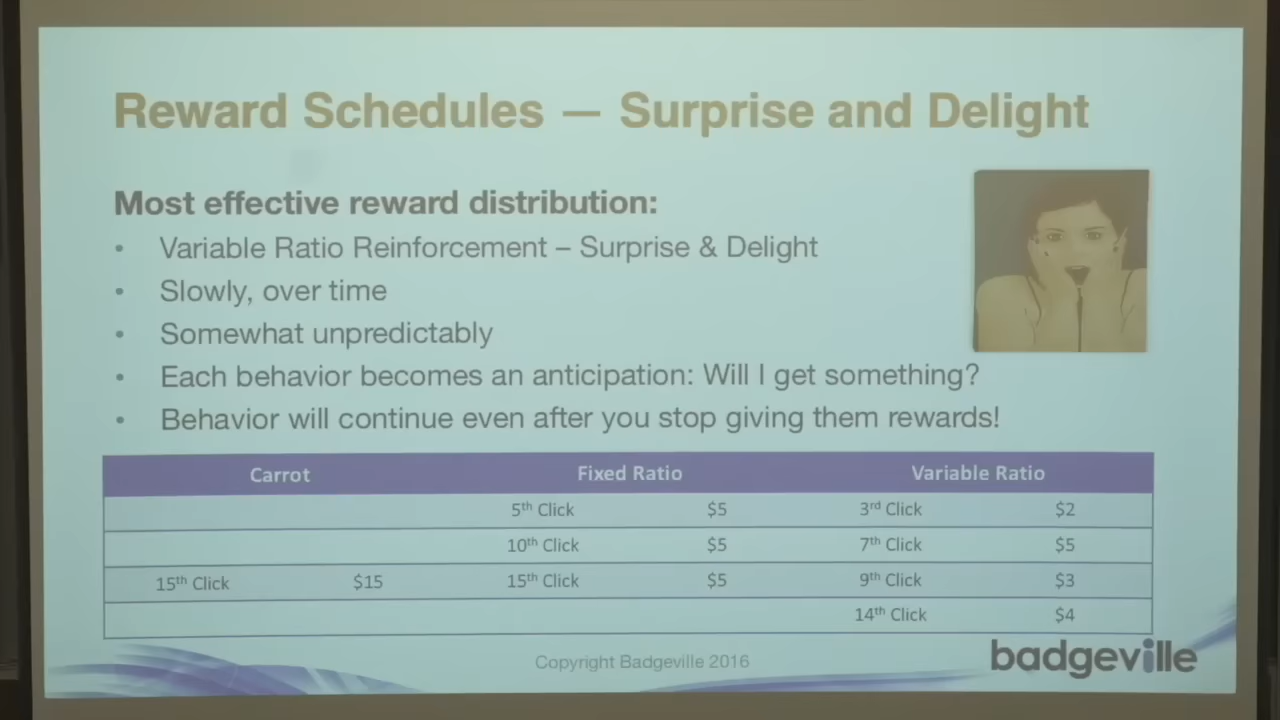 Reward Schedules — Surprise and Delight
Most effective reward distribution:
• Variable Ratio Reinforcement – Surprise & Delight
• Slowly, over time
• Somewhat unpredictably
• Each behavior becomes an anticipation: Will I get something?
• Behavior will continue even after you stop giving them rewards!
Carrot Fixed Ratio Variable Ratio
5th Click $5 3rd Click $2
10th Click $5 7th Click $5
15th Click $15 15th Click $5 9th Click $3
14th Click $4
Copyright Badgeville 2016
badgeville